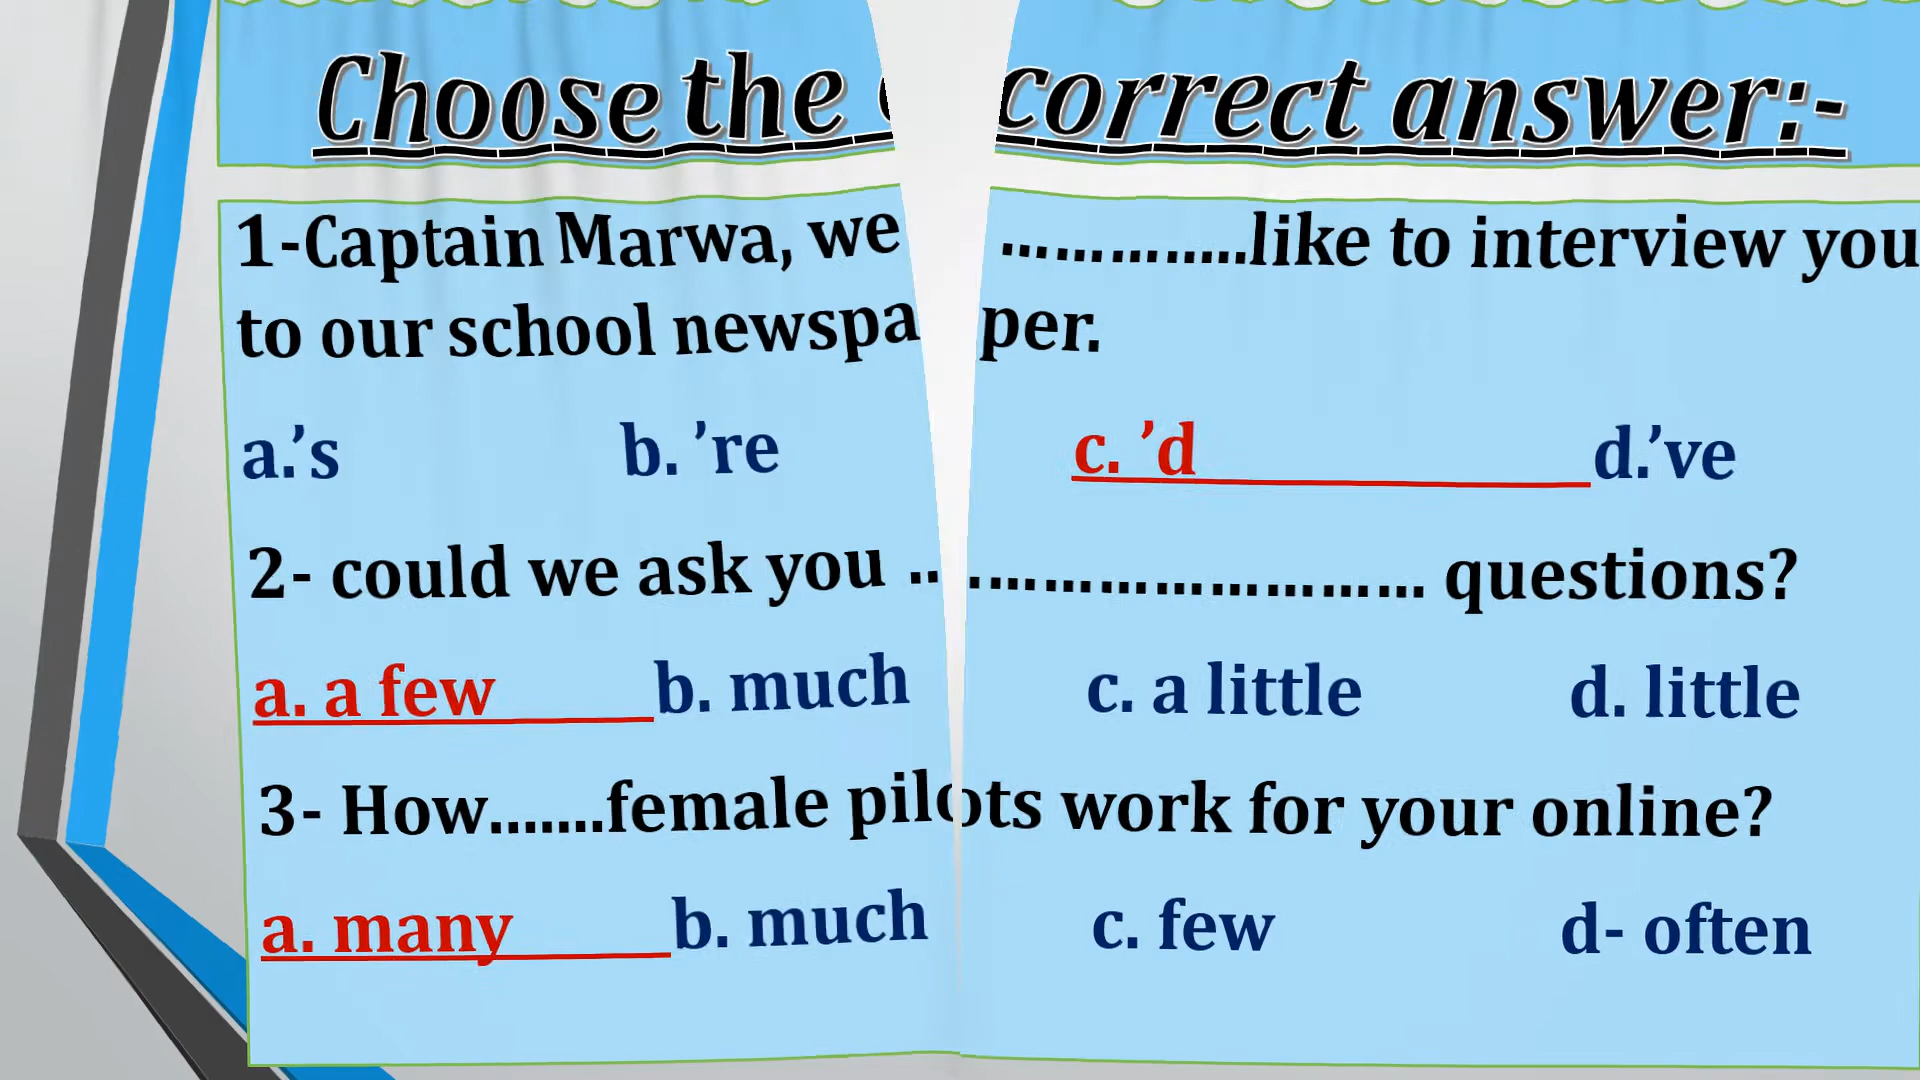 Choose the correct answer:-
1-Captain Marwa, we …………..like to interview you
to our school newspaper.
a.’s b. ’re c. ’d d.’ve
2- could we ask you ………………………… questions?
a. a few b. much c. a little d. little
3- How…….female pilots work for your online?
a. many b. much c. few d- often